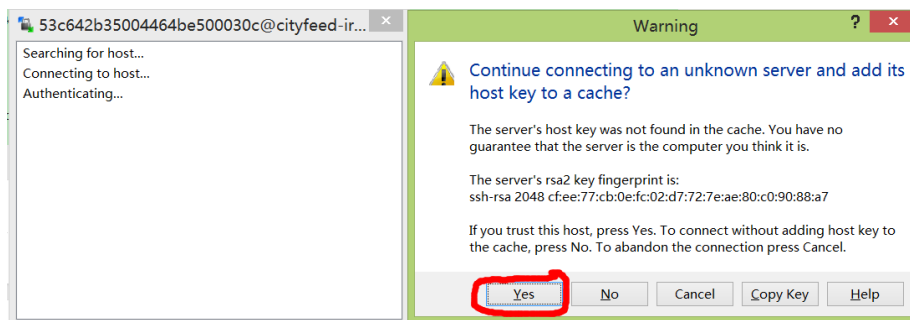 53c642b35004464be500030c@cityfeed-ir...
Searching for host...
Connecting to host...
Authenticating...
Warning
?
Continue connecting to an unknown server and add its
host key to a cache?
The server's host key was not found in the cache. You have no
guarantee that the server is the computer you think it is.
The server's rsa2 key fingerprint is:
ssh-rsa 2048 cf:ee:77:cb:0e:fc:02:d7:72:7e:ae:80:c0:90:88:a7
If you trust this host, press Yes. To connect without adding host key to
the cache, press No. To abandon the connection press Cancel.
Yes No Cancel Copy Key Help